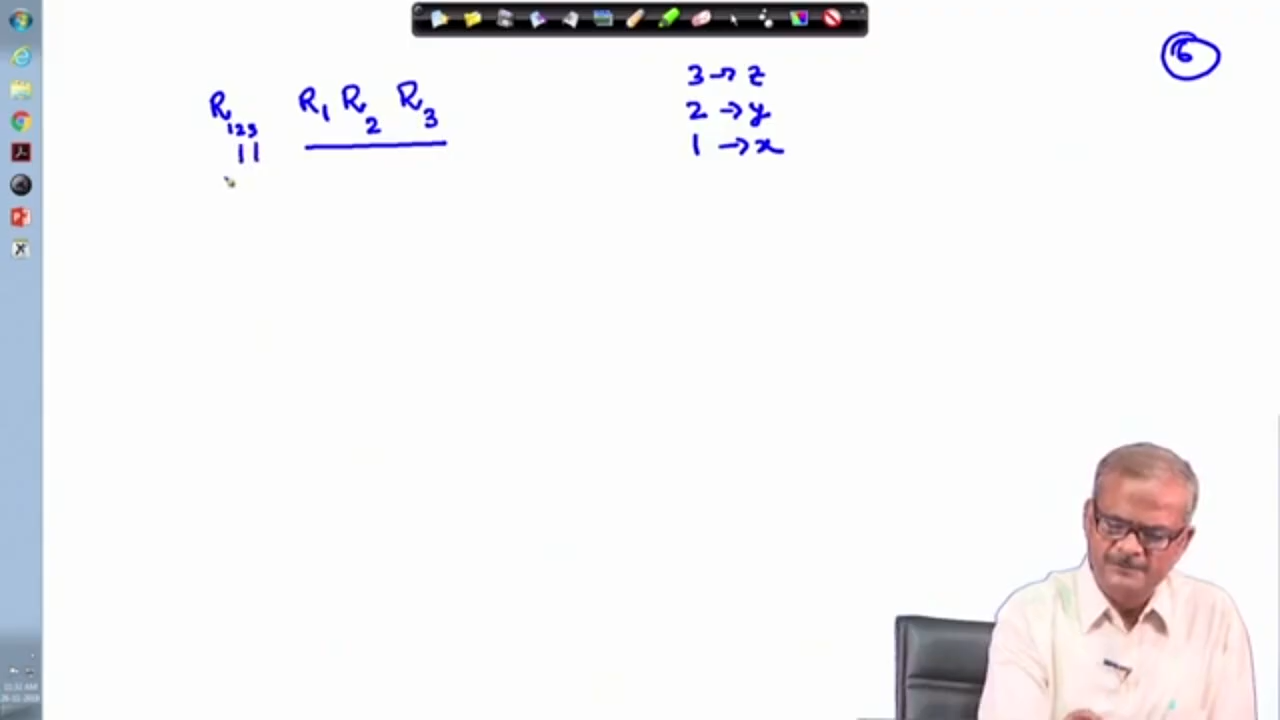 6
3 → z
R₁₂₃ R₁ R₂ R₃
2 → y
1 → x
||